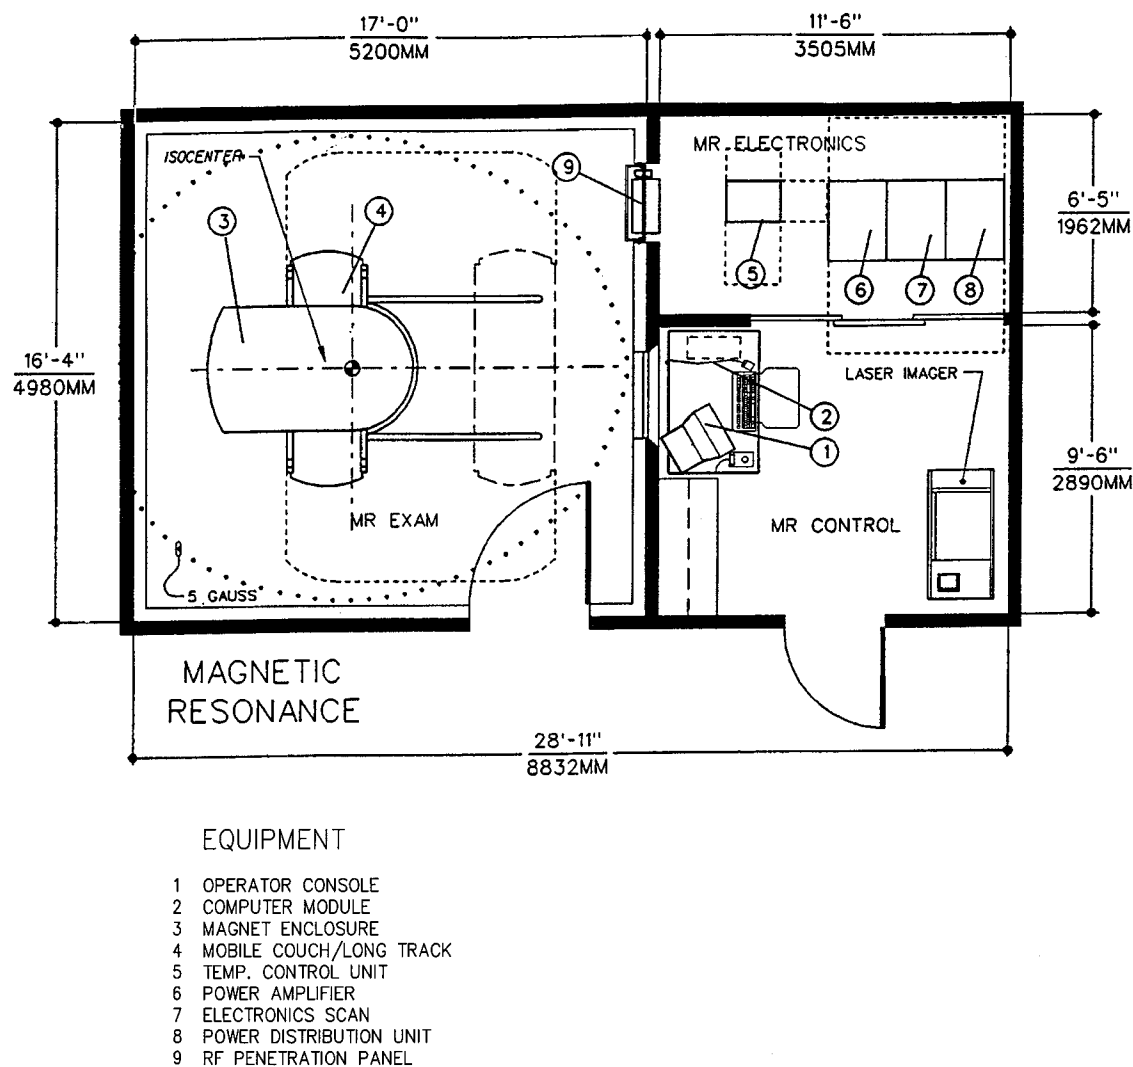 17'-0"
5200MM
11'-6"
3505MM
MR ELECTRONICS
ISOCENTER
9
4
3
6'-5"
1962MM
5
6
7
8
16'-4"
4980MM
LASER IMAGER
2
1
9'-6"
2890MM
MR EXAM
MR CONTROL
5 GAUSS
MAGNETIC
RESONANCE
28'-11"
8832MM
EQUIPMENT
1 OPERATOR CONSOLE
2 COMPUTER MODULE
3 MAGNET ENCLOSURE
4 MOBILE COUCH/LONG TRACK
5 TEMP. CONTROL UNIT
6 POWER AMPLIFIER
7 ELECTRONICS SCAN
8 POWER DISTRIBUTION UNIT
9 RF PENETRATION PANEL